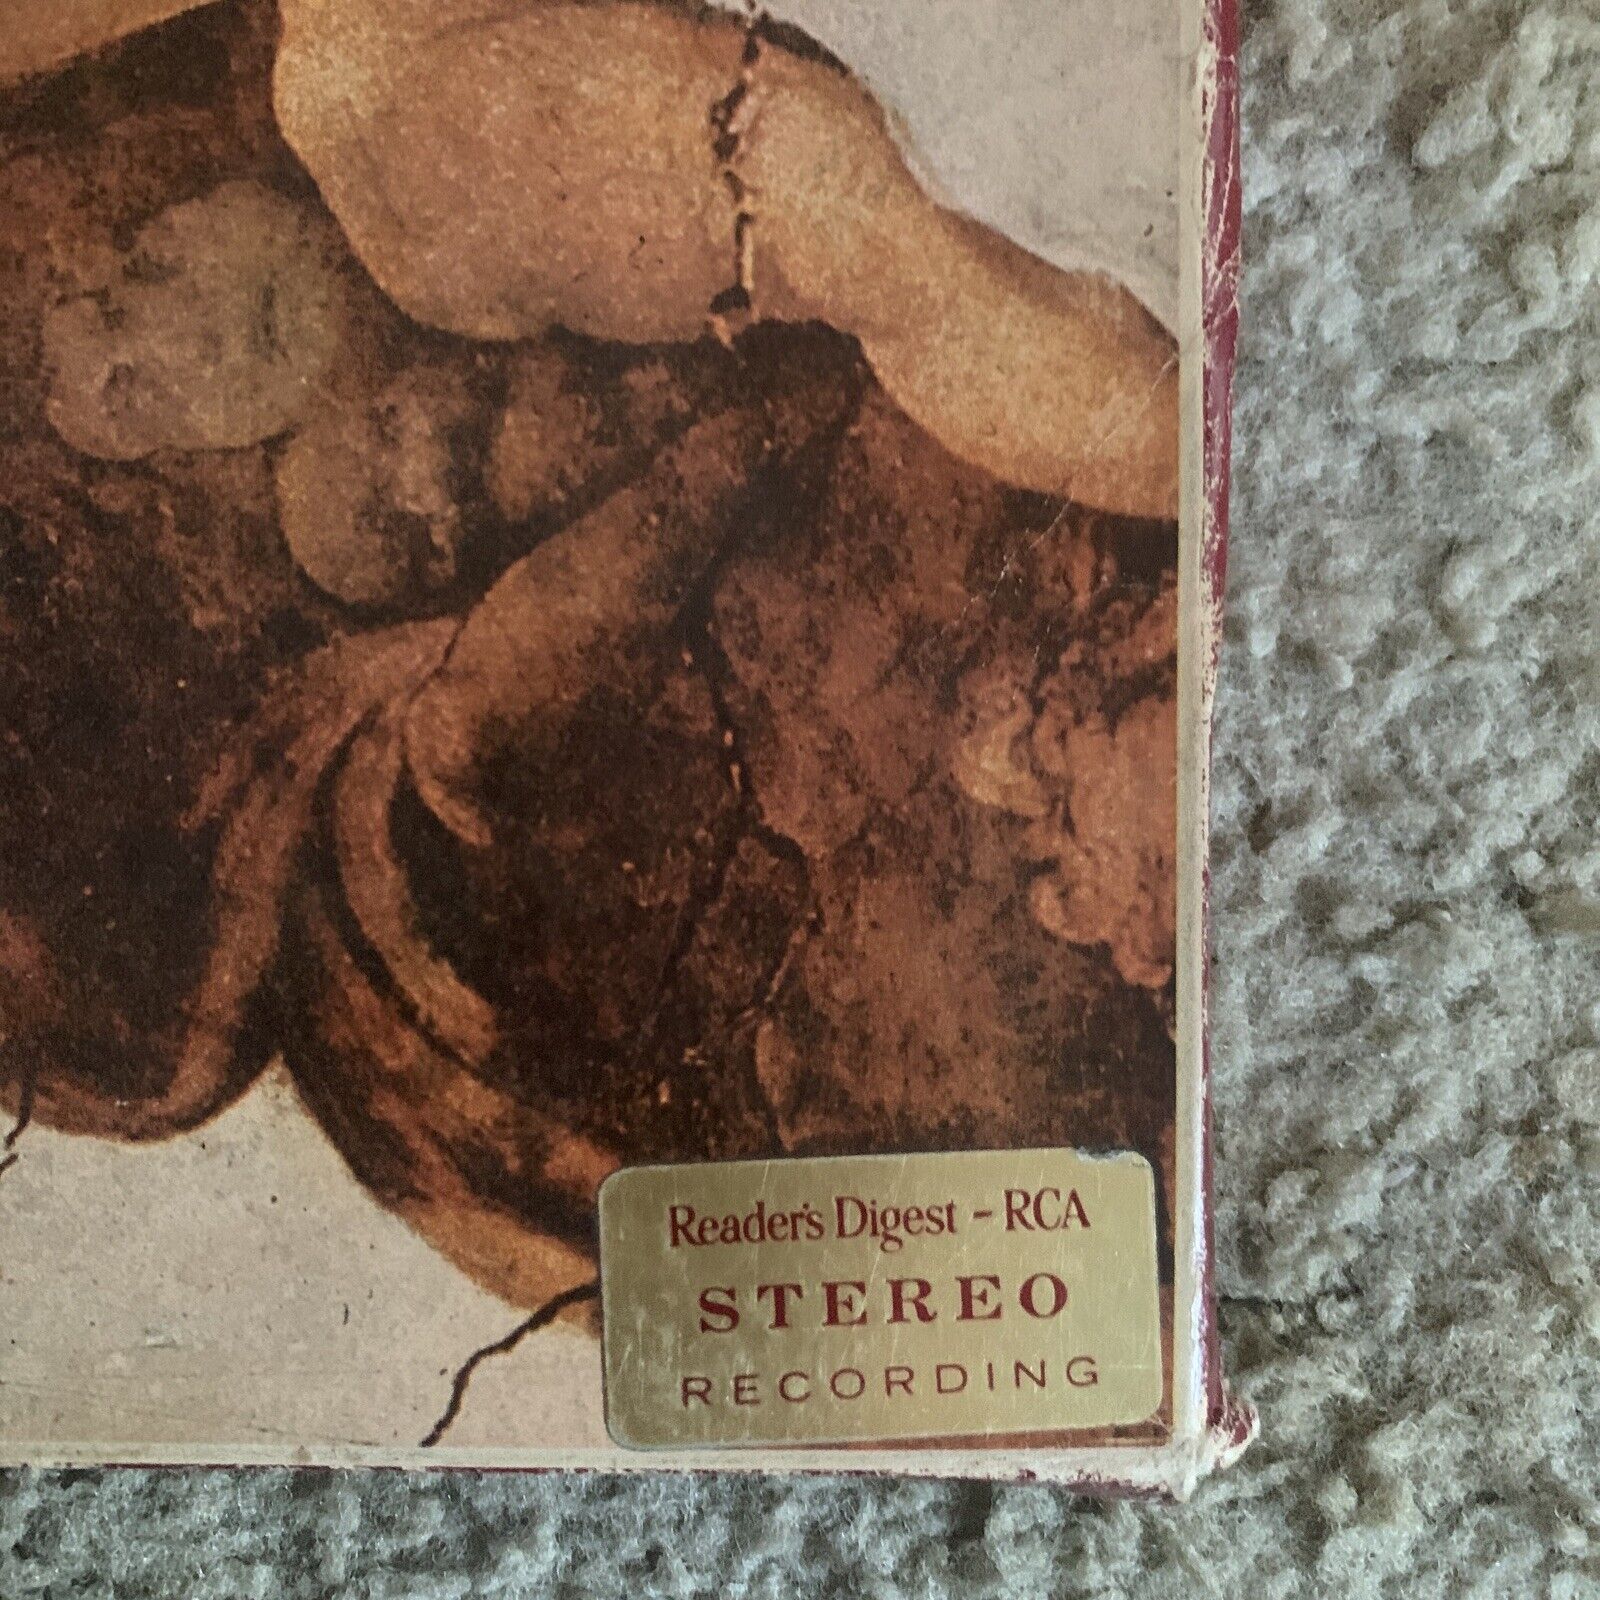 Reader's Digest – RCA
STEREO
RECORDING